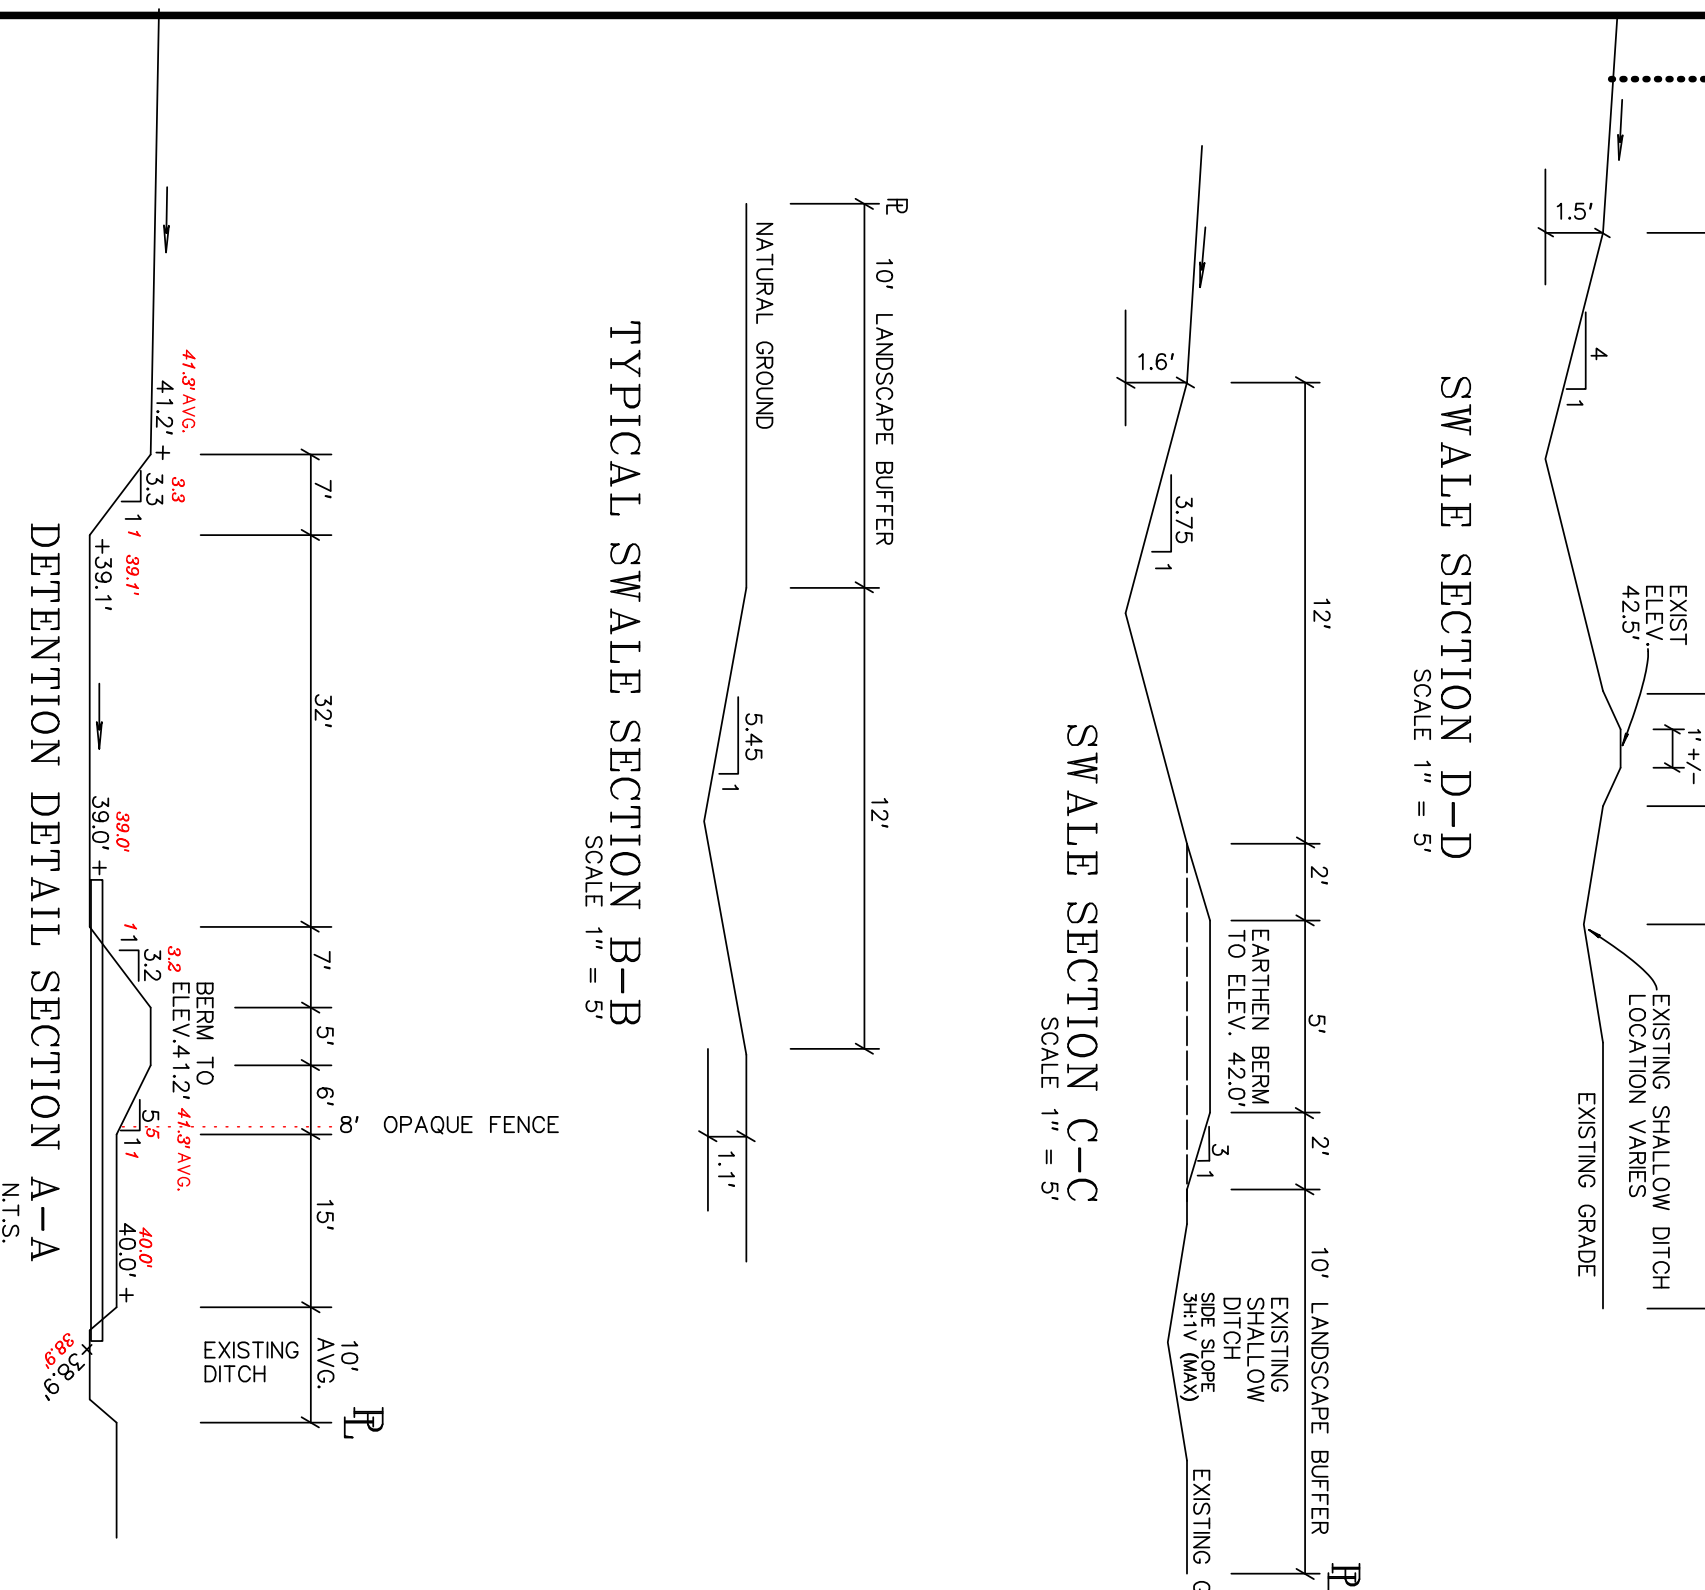 1.5'
4
1
EXIST
ELEV.
42.5'
1' +/-
EXISTING SHALLOW DITCH
LOCATION VARIES
EXISTING GRADE
SWALE SECTION D-D
SCALE 1" = 5'
1.6'
3.75
1
12'
2'
5'
2'
10' LANDSCAPE BUFFER
PL
EARTHEN BERM
TO ELEV. 42.0'
3
1
EXISTING
SHALLOW
DITCH
SIDE SLOPE
3H:1V (MAX)
EXISTING G
SWALE SECTION C-C
SCALE 1" = 5'
PL
10' LANDSCAPE BUFFER
12'
NATURAL GROUND
5.45
1
1.1'
TYPICAL SWALE SECTION B-B
SCALE 1" = 5'
7'
32'
7'
5'
6'
15'
10'
AVG.
PL
8' OPAQUE FENCE
EXISTING
DITCH
41.3' AVG.
41.2' +
3.3
3.3
1
1
39.1'
+39.1'
39.0'
39.0' +
1
1
3.2
3.2
BERM TO
ELEV.41.2'
41.3' AVG.
5.5
1
1
40.0'
40.0' +
+38.9'
38.9'
DETENTION DETAIL SECTION A-A
N.T.S.